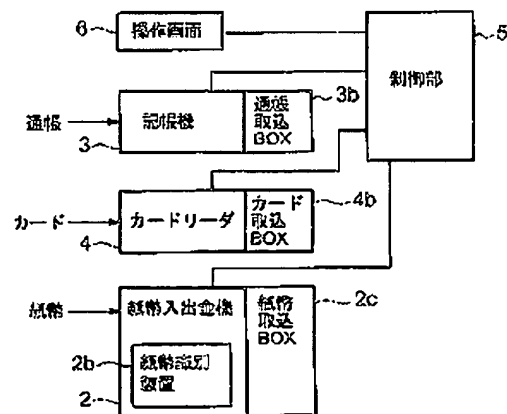 6
操作画面
5
制御部
3b
通帳
記帳機
通帳
取込
BOX
3
4b
カード
カードリーダ
カード
取込
BOX
4
2c
紙幣
紙幣入出金機
紙幣
取込
BOX
2b
紙幣識別
装置
2